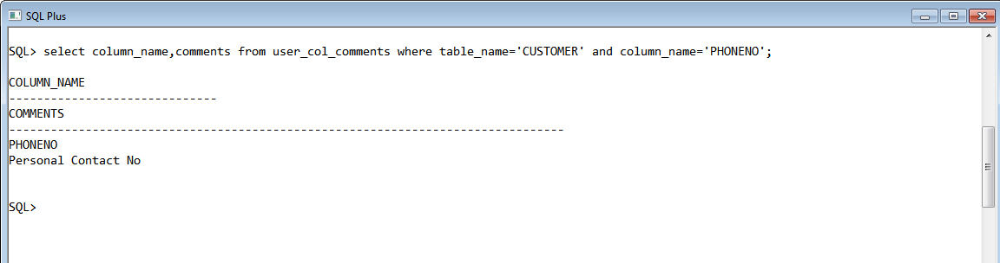 SQL Plus
SQL> select column_name,comments from user_col_comments where table_name='CUSTOMER' and column_name='PHONENO';
COLUMN_NAME
------------------------------
COMMENTS
--------------------------------------------------------------------------------
PHONENO
Personal Contact No
SQL>